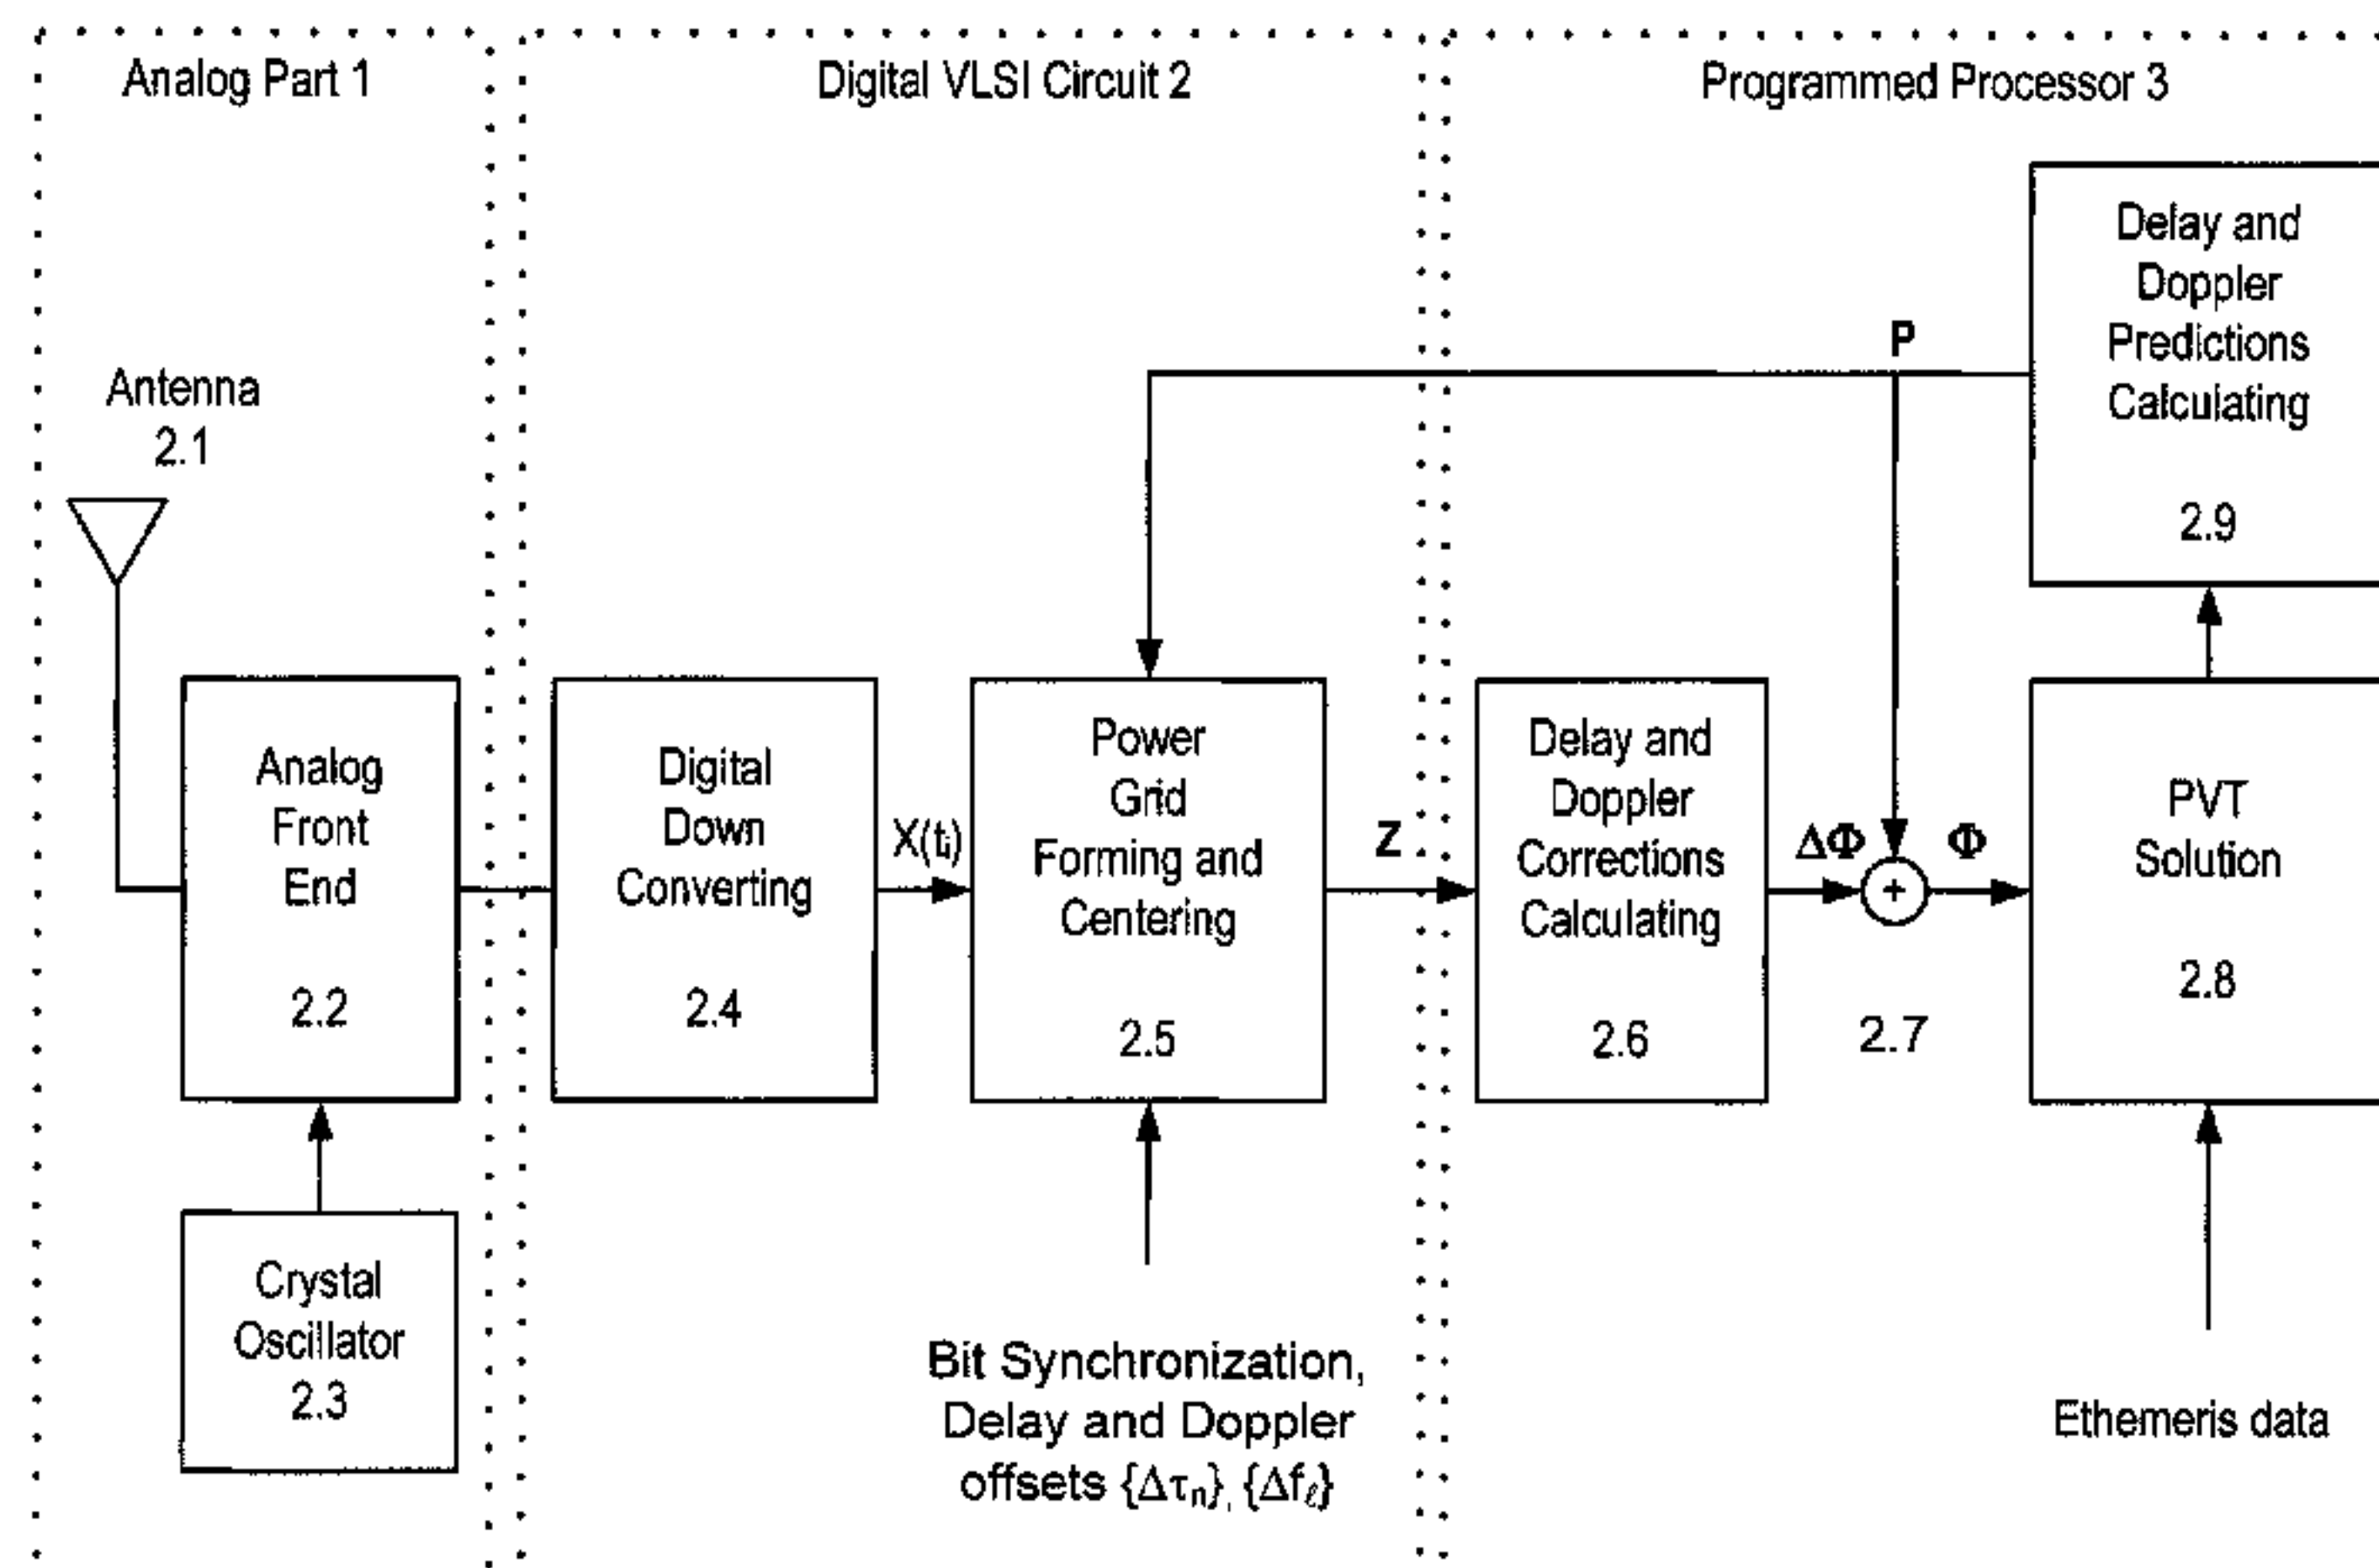 Analog Part 1
Digital VLSI Circuit 2
Programmed Processor 3
Antenna
2.1
Analog
Front
End
2.2
Crystal
Oscillator
2.3
Digital
Down
Converting
2.4
X(tᵢ)
Power
Grid
Forming and
Centering
2.5
Bit Synchronization,
Delay and Doppler
offsets {Δτₙ}, {Δf_ℓ}
Z
Delay and
Doppler
Corrections
Calculating
2.6
ΔΦ
+
2.7
Φ
P
PVT
Solution
2.8
Delay and
Doppler
Predictions
Calculating
2.9
Ethemeris data